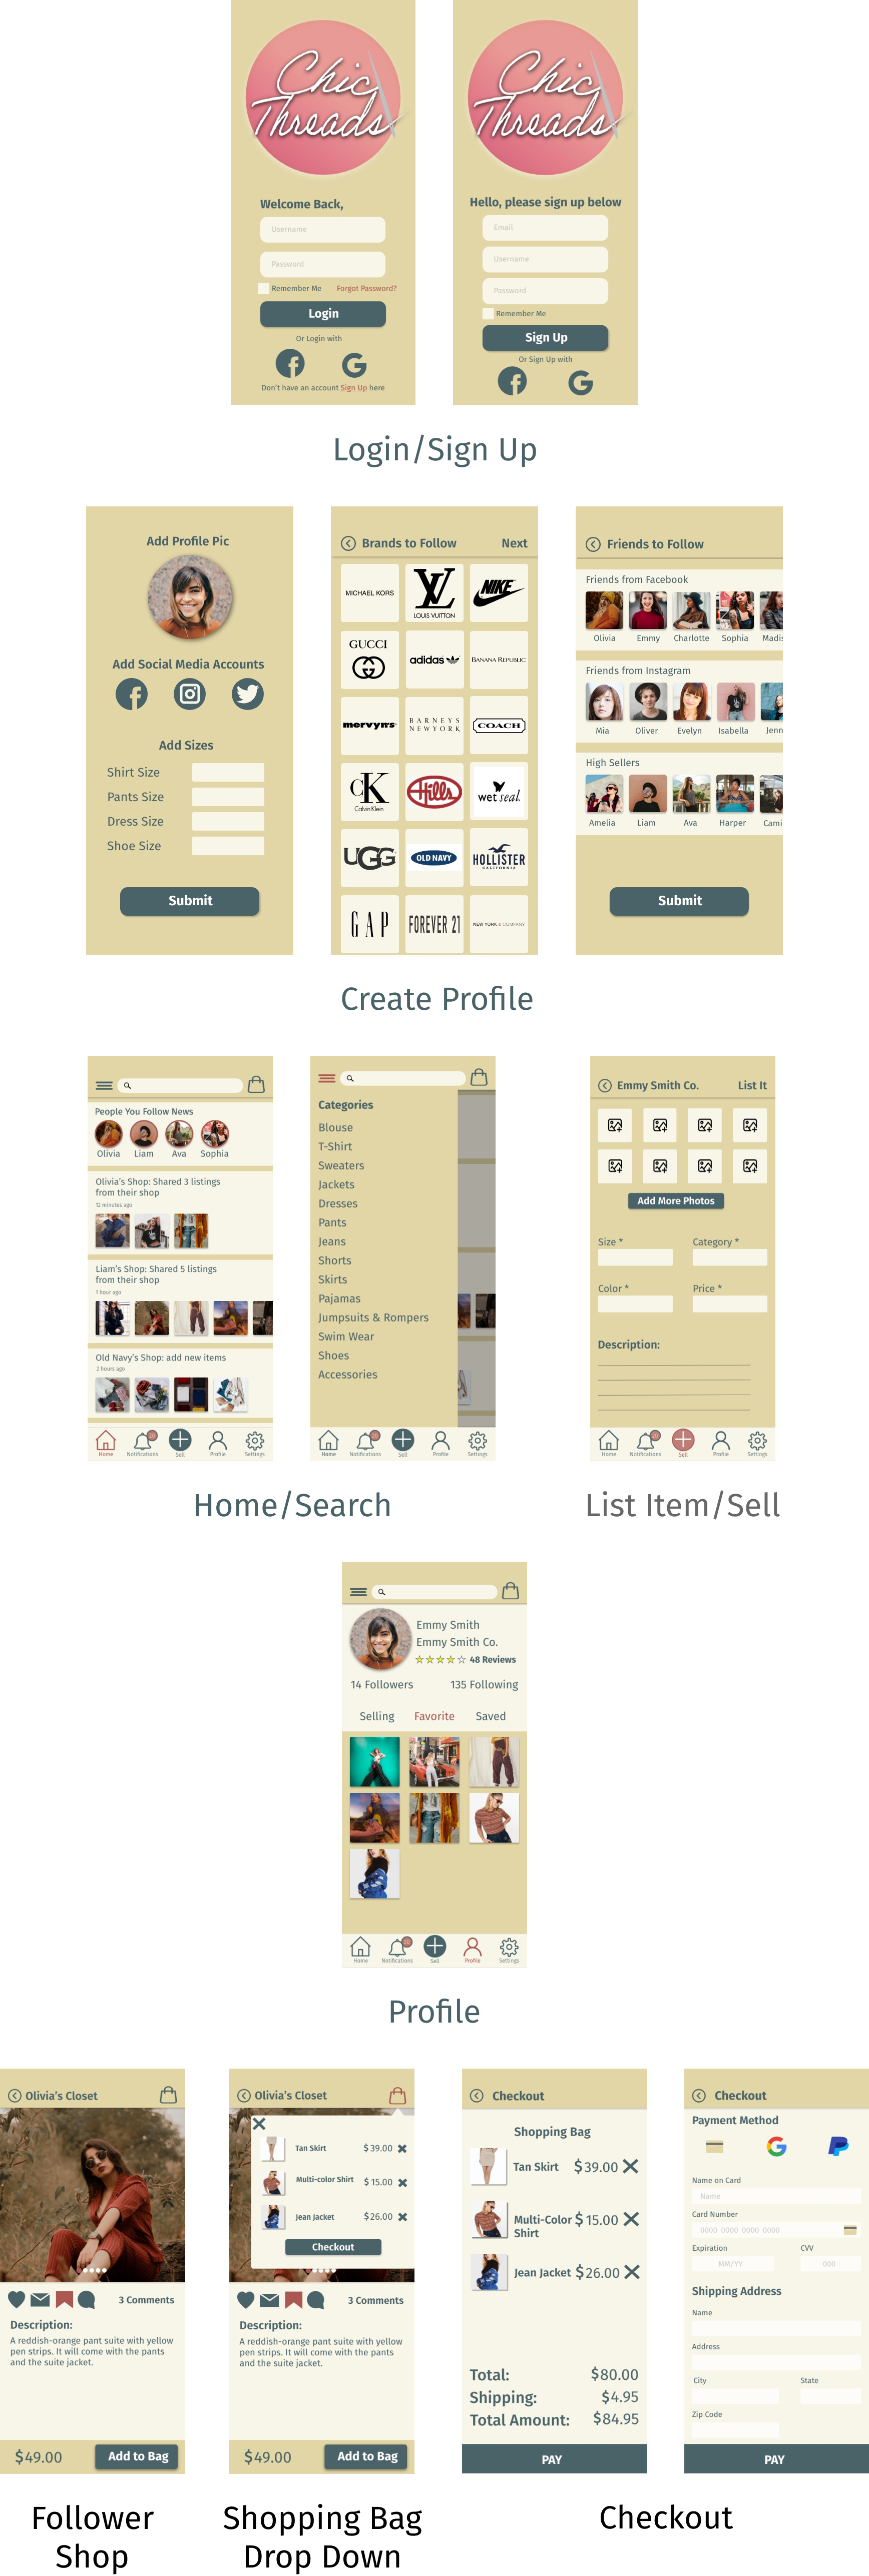 Chic
Threads
Welcome Back,
Username
Password
Remember Me Forgot Password?
Login
Or Login with
Don't have an account Sign Up here
Chic
Threads
Hello, please sign up below
Email
Username
Password
Remember Me
Sign Up
Or Sign Up with
Login/Sign Up
Add Profile Pic
Add Social Media Accounts
Add Sizes
Shirt Size
Pants Size
Dress Size
Shoe Size
Submit
Brands to Follow Next
MICHAEL KORS
LV
LOUIS VUITTON
NIKE
GUCCI
adidas
BANANA REPUBLIC
mervyn's
BARNEYS
NEWYORK
COACH
cK
Calvin Klein
Hills
wet seal.
UGG
OLD NAVY
HOLLISTER
CALIFORNIA
GAP
FOREVER 21
NEW YORK & COMPANY
Friends to Follow
Friends from Facebook
Olivia Emmy Charlotte Sophia Madis
Friends from Instagram
Mia Oliver Evelyn Isabella Jenn
High Sellers
Amelia Liam Ava Harper Cami
Submit
Create Profile
People You Follow News
Olivia Liam Ava Sophia
Olivia's Shop: Shared 3 listings
from their shop
12 minutes ago
Liam's Shop: Shared 5 listings
from their shop
1 hour ago
Old Navy's Shop: add new items
2 hours ago
Home Notifications Sell Profile Settings
Categories
Blouse
T-Shirt
Sweaters
Jackets
Dresses
Pants
Jeans
Shorts
Skirts
Pajamas
Jumpsuits & Rompers
Swim Wear
Shoes
Accessories
Home Notifications Sell Profile Settings
Emmy Smith Co. List It
Add More Photos
Size * Category *
Color * Price *
Description:
Home Notifications Sell Profile Settings
Home/Search
List Item/Sell
Emmy Smith
Emmy Smith Co.
48 Reviews
14 Followers 135 Following
Selling Favorite Saved
Home Notifications Sell Profile Settings
Profile
Olivia's Closet
3 Comments
Description:
A reddish-orange pant suite with yellow
pen strips. It will come with the pants
and the suite jacket.
$49.00 Add to Bag
Olivia's Closet
Tan Skirt $39.00
Multi-color Shirt $15.00
Jean Jacket $26.00
Checkout
3 Comments
Description:
A reddish-orange pant suite with yellow
pen strips. It will come with the pants
and the suite jacket.
$49.00 Add to Bag
Checkout
Shopping Bag
Tan Skirt $39.00
Multi-Color $15.00
Shirt
Jean Jacket $26.00
Total: $80.00
Shipping: $4.95
Total Amount: $84.95
PAY
Checkout
Payment Method
Name on Card
Name
Card Number
0000 0000 0000 0000
Expiration CVV
MM/YY 000
Shipping Address
Name
Address
City State
Zip Code
PAY
Follower
Shop
Shopping Bag
Drop Down
Checkout